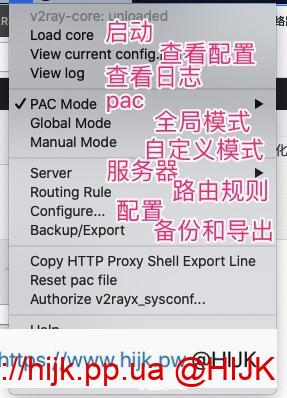 v2ray-core: unloaded
Load core 启动
View current config... 查看配置
View log 查看日志
✓ PAC Mode pac
Global Mode 全局模式
Manual Mode 自定义模式
Server 服务器
Routing Rule 路由规则
Configure... 配置
Backup/Export 备份和导出
Copy HTTP Proxy Shell Export Line
Reset pac file
Authorize v2rayx_sysconf...
Help
https://www.hijk.pw @HIJK
://hijk.pp.ua @HIJK
化